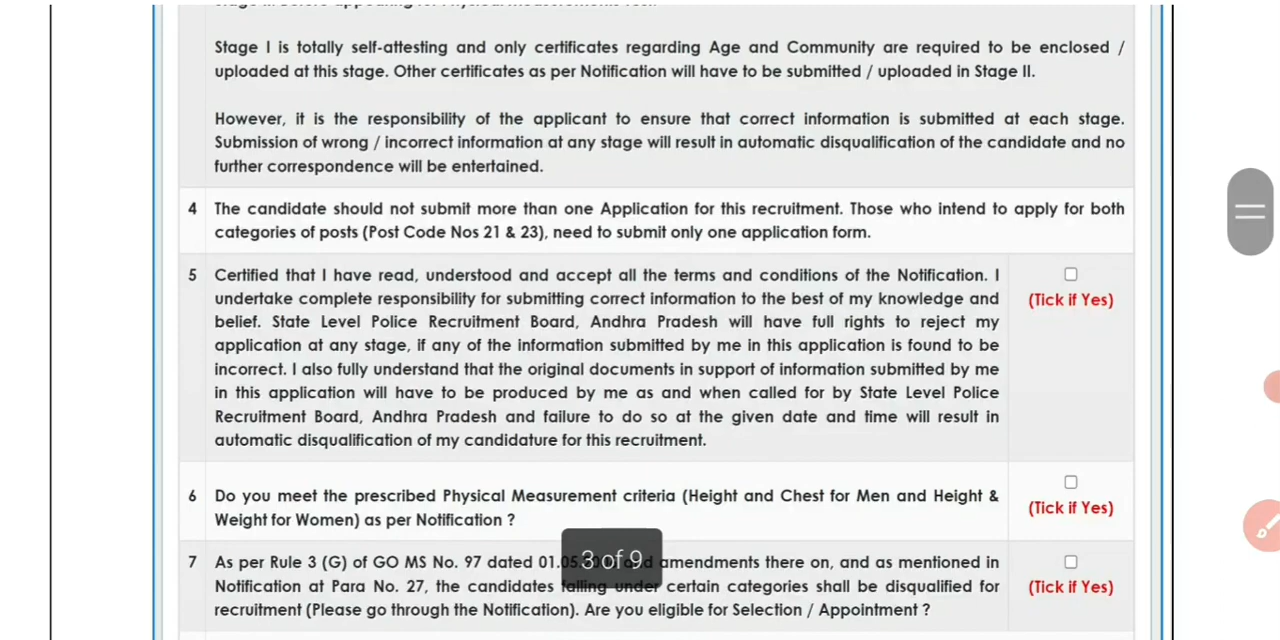 Stage I is totally self-attesting and only certificates regarding Age and Community are required to be enclosed /
uploaded at this stage. Other certificates as per Notification will have to be submitted / uploaded in Stage II.
However, it is the responsibility of the applicant to ensure that correct information is submitted at each stage.
Submission of wrong / incorrect information at any stage will result in automatic disqualification of the candidate and no
further correspondence will be entertained.
4 The candidate should not submit more than one Application for this recruitment. Those who intend to apply for both
categories of posts (Post Code Nos 21 & 23), need to submit only one application form.
5 Certified that I have read, understood and accept all the terms and conditions of the Notification. I
undertake complete responsibility for submitting correct information to the best of my knowledge and
belief. State Level Police Recruitment Board, Andhra Pradesh will have full rights to reject my
application at any stage, if any of the information submitted by me in this application is found to be
incorrect. I also fully understand that the original documents in support of information submitted by me
in this application will have to be produced by me as and when called for by State Level Police
Recruitment Board, Andhra Pradesh and failure to do so at the given date and time will result in
automatic disqualification of my candidature for this recruitment.
(Tick if Yes)
6 Do you meet the prescribed Physical Measurement criteria (Height and Chest for Men and Height &
Weight for Women) as per Notification ?
(Tick if Yes)
7 As per Rule 3 (G) of GO MS No. 97 dated amendments there on, and as mentioned in
Notification at Para No. 27, the candidates falling under certain categories shall be disqualified for
recruitment (Please go through the Notification). Are you eligible for Selection / Appointment ?
(Tick if Yes)
3 of 9